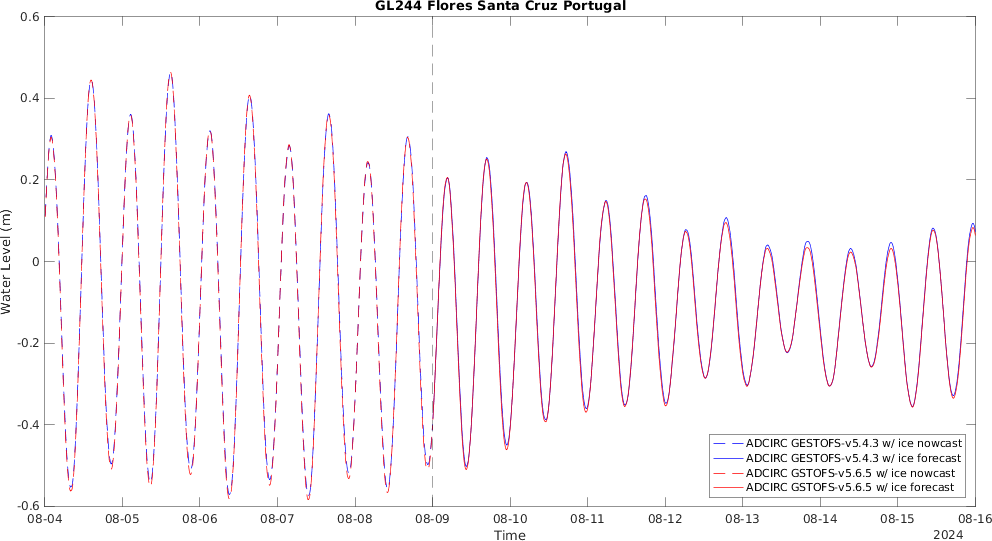 GL244 Flores Santa Cruz Portugal
0.6
0.4
0.2
0
-0.2
-0.4
-0.6
Water Level (m)
ADCIRC GESTOFS-v5.4.3 w/ ice nowcast
ADCIRC GESTOFS-v5.4.3 w/ ice forecast
ADCIRC GSTOFS-v5.6.5 w/ ice nowcast
ADCIRC GSTOFS-v5.6.5 w/ ice forecast
08-04 08-05 08-06 08-07 08-08 08-09 08-10 08-11 08-12 08-13 08-14 08-15 08-16
Time
2024